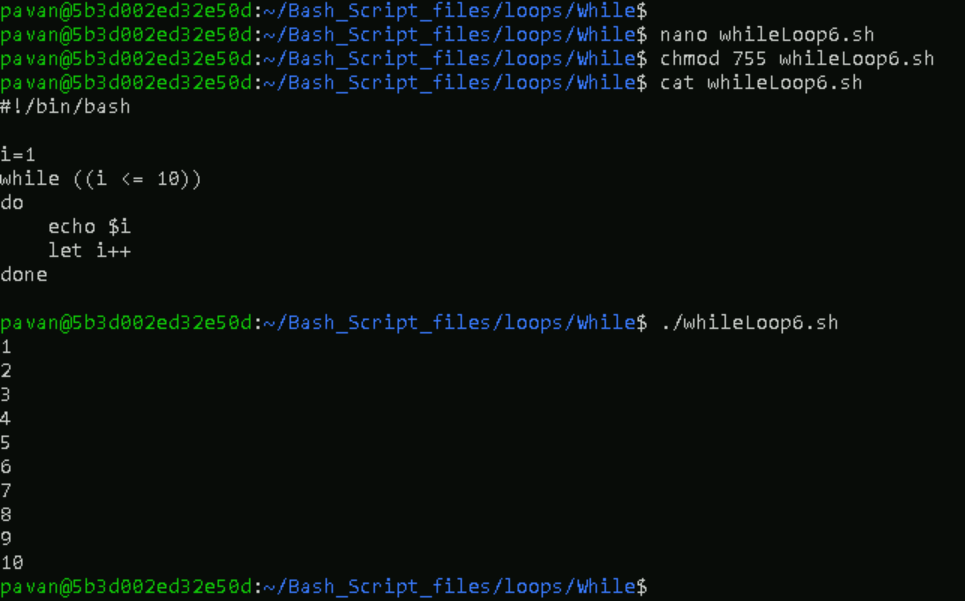 pavan@5b3d002ed32e50d:~/Bash_Script_files/loops/While$
pavan@5b3d002ed32e50d:~/Bash_Script_files/loops/While$ nano whileLoop6.sh
pavan@5b3d002ed32e50d:~/Bash_Script_files/loops/While$ chmod 755 whileLoop6.sh
pavan@5b3d002ed32e50d:~/Bash_Script_files/loops/While$ cat whileLoop6.sh
#!/bin/bash

i=1
while ((i <= 10))
do
    echo $i
    let i++
done

pavan@5b3d002ed32e50d:~/Bash_Script_files/loops/While$ ./whileLoop6.sh
1
2
3
4
5
6
7
8
9
10
pavan@5b3d002ed32e50d:~/Bash_Script_files/loops/While$